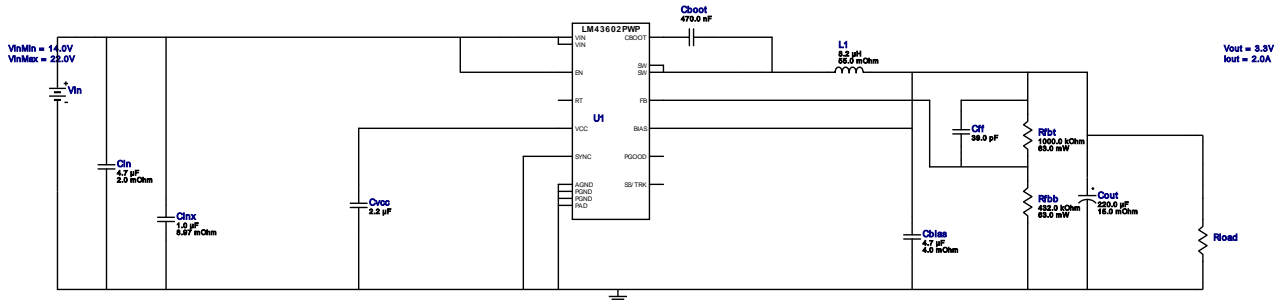 VinMin = 14.0V
VinMax = 22.0V
Vin
Cin
4.7 µF
2.0 mOhm
Cinx
1.0 µF
8.97 mOhm
Cvcc
2.2 µF
LM43602PWP
VIN
VIN
EN
RT
VCC
SYNC
AGND
PGND
PGND
PAD
U1
CBOOT
SW
SW
FB
BIAS
PGOOD
SS/TRK
Cboot
470.0 nF
L1
8.2 µH
55.0 mOhm
Cff
39.0 pF
Rfbt
1000.0 kOhm
63.0 mW
Rfbb
432.0 kOhm
63.0 mW
Cbias
4.7 µF
4.0 mOhm
Cout
220.0 µF
15.0 mOhm
Rload
Vout = 3.3V
Iout = 2.0A